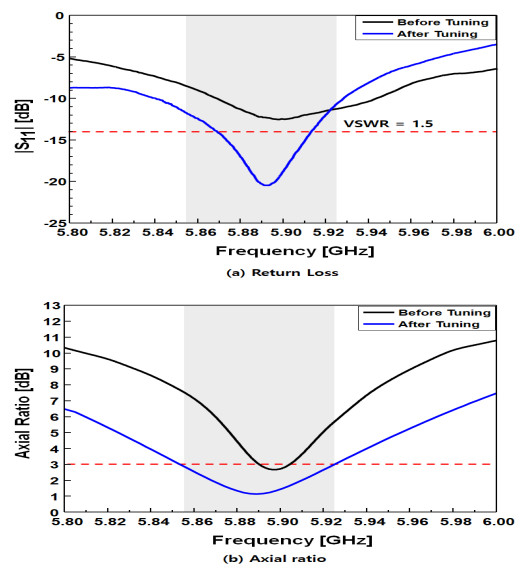 Before Tuning
After Tuning
0
-5
-10
-15
-20
-25
|S11| [dB]
VSWR = 1.5
5.80 5.82 5.84 5.86 5.88 5.90 5.92 5.94 5.96 5.98 6.00
Frequency [GHz]
(a) Return Loss
Before Tuning
After Tuning
13
12
11
10
9
8
7
6
5
4
3
2
1
0
Axial Ratio [dB]
5.80 5.82 5.84 5.86 5.88 5.90 5.92 5.94 5.96 5.98 6.00
Frequency [GHz]
(b) Axial ratio